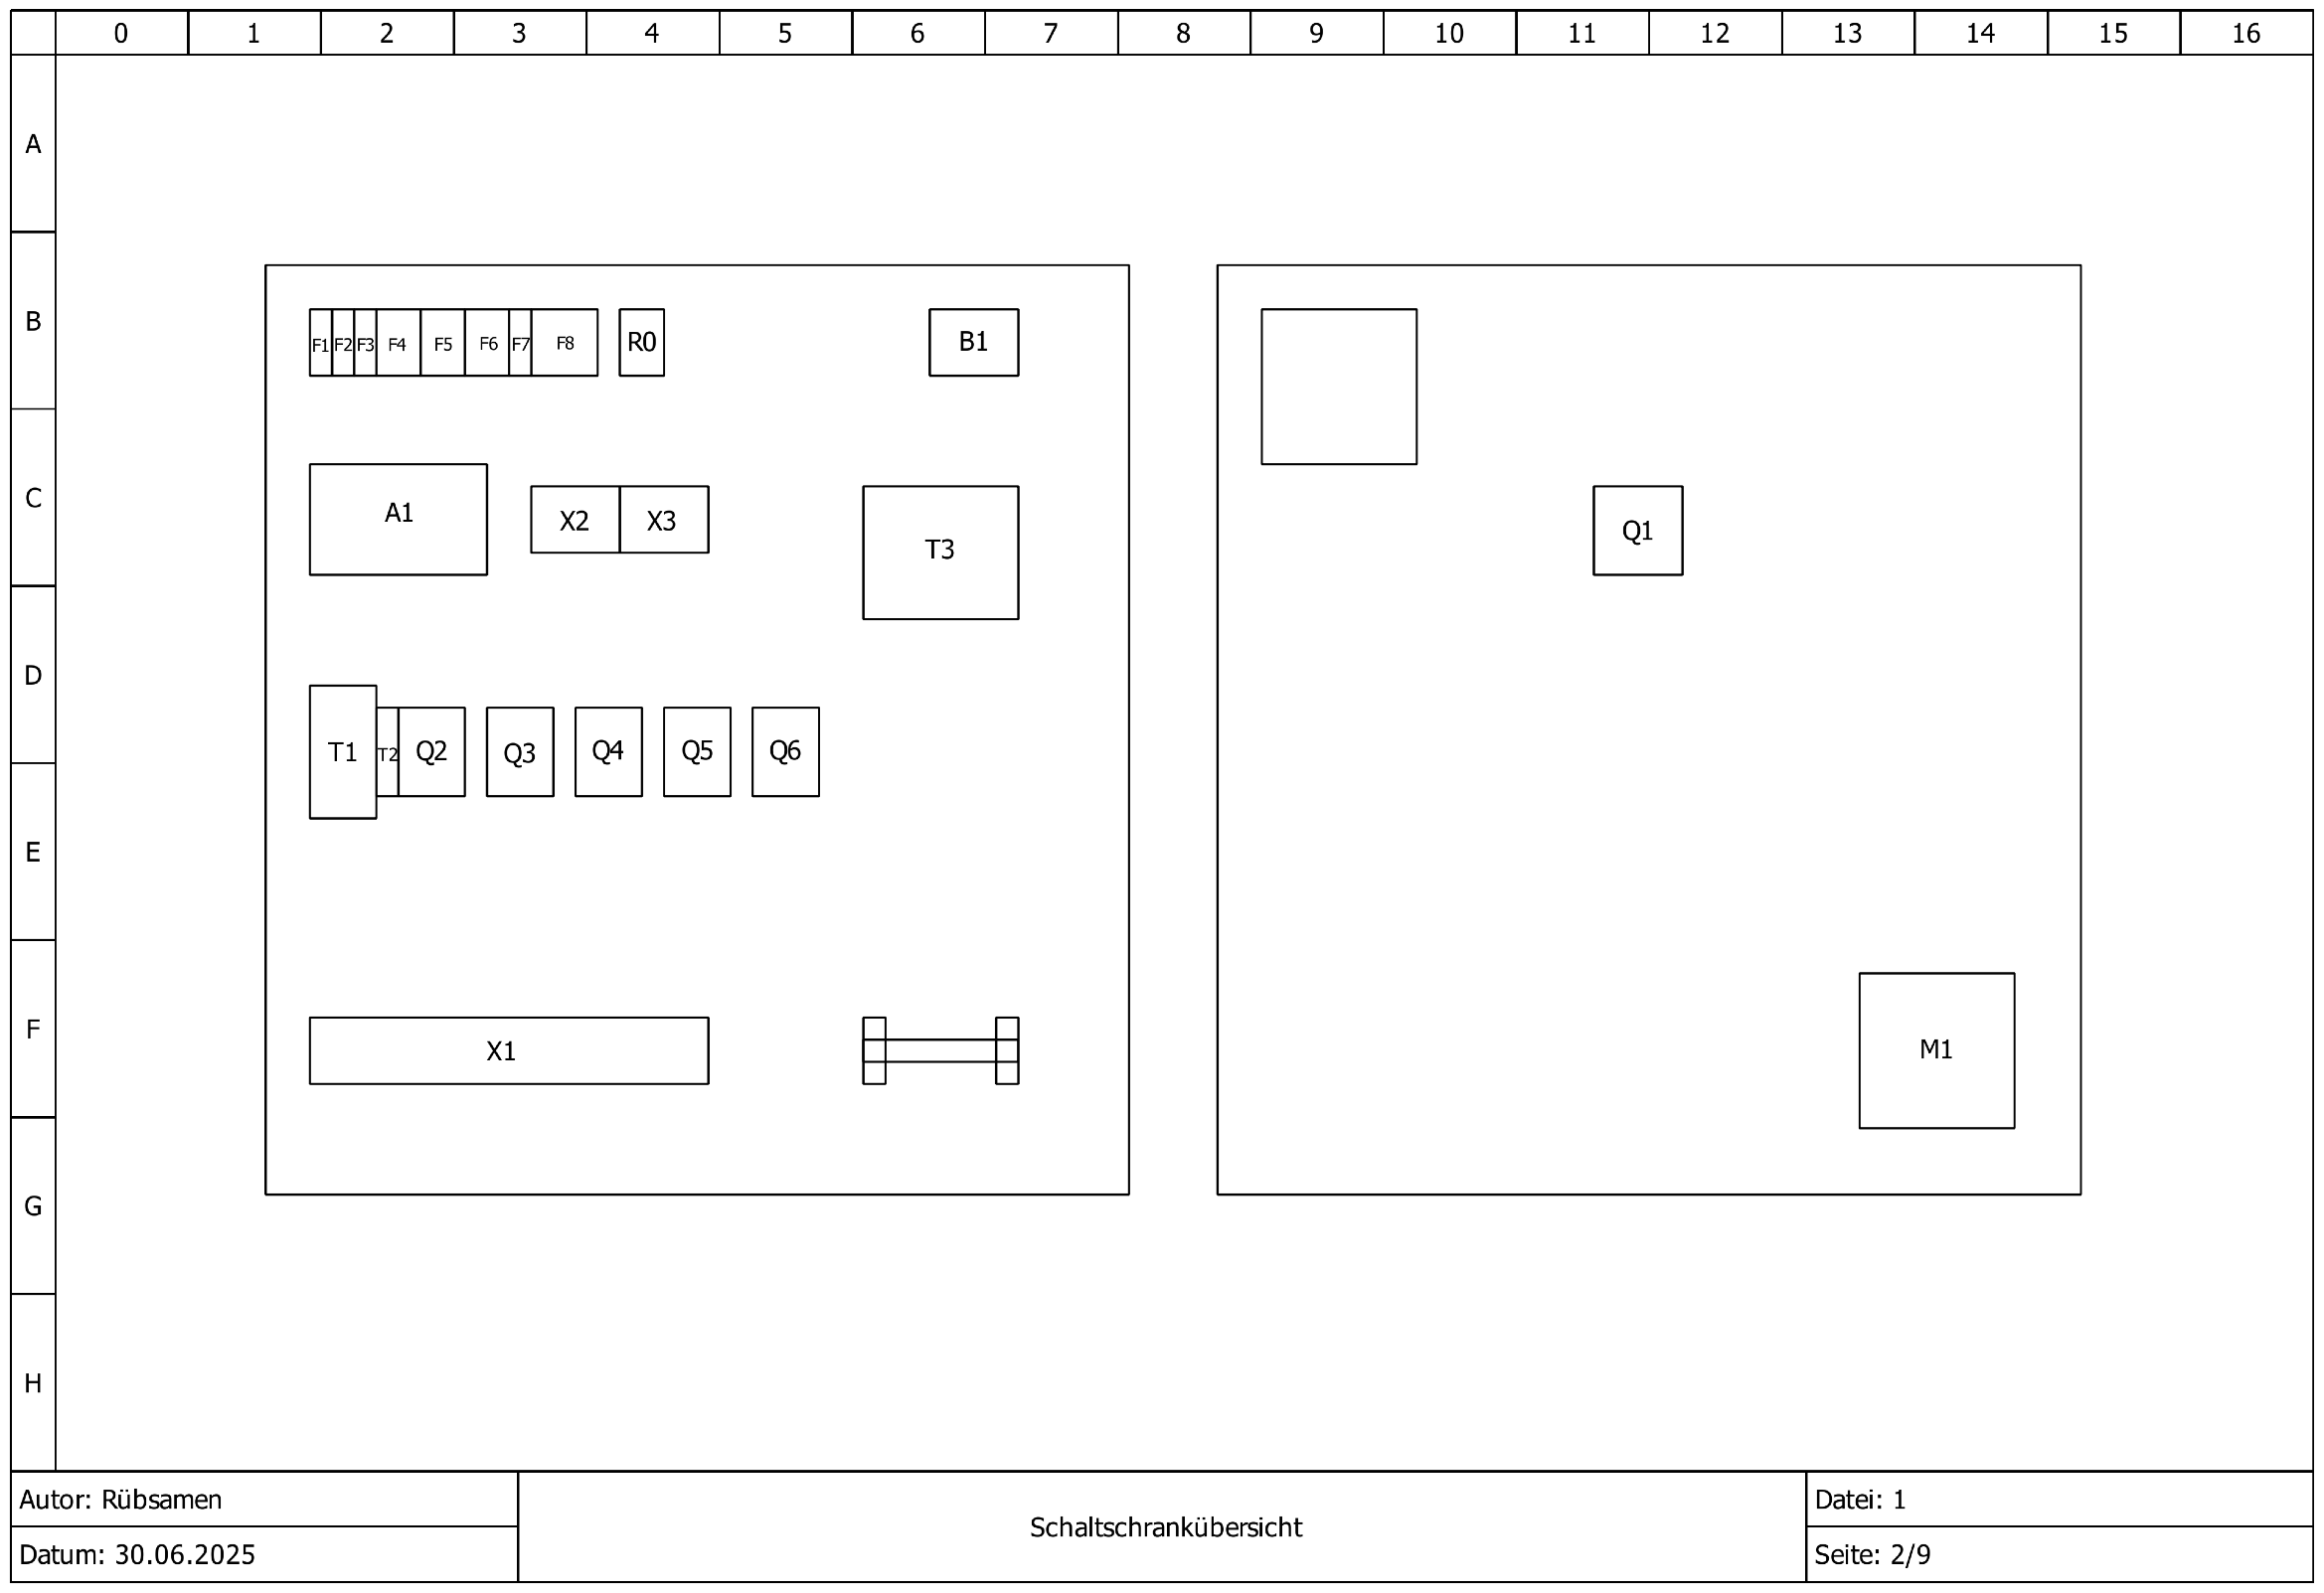 0 1 2 3 4 5 6 7 8 9 10 11 12 13 14 15 16
A
B
F1 F2 F3 F4 F5 F6 F7 F8 R0 B1
C
A1 X2 X3 T3 Q1
D
T1 T2 Q2 Q3 Q4 Q5 Q6
E
F
X1 M1
G
H
Autor: Rübsamen
Datum: 30.06.2025
Schaltschrankübersicht
Datei: 1
Seite: 2/9